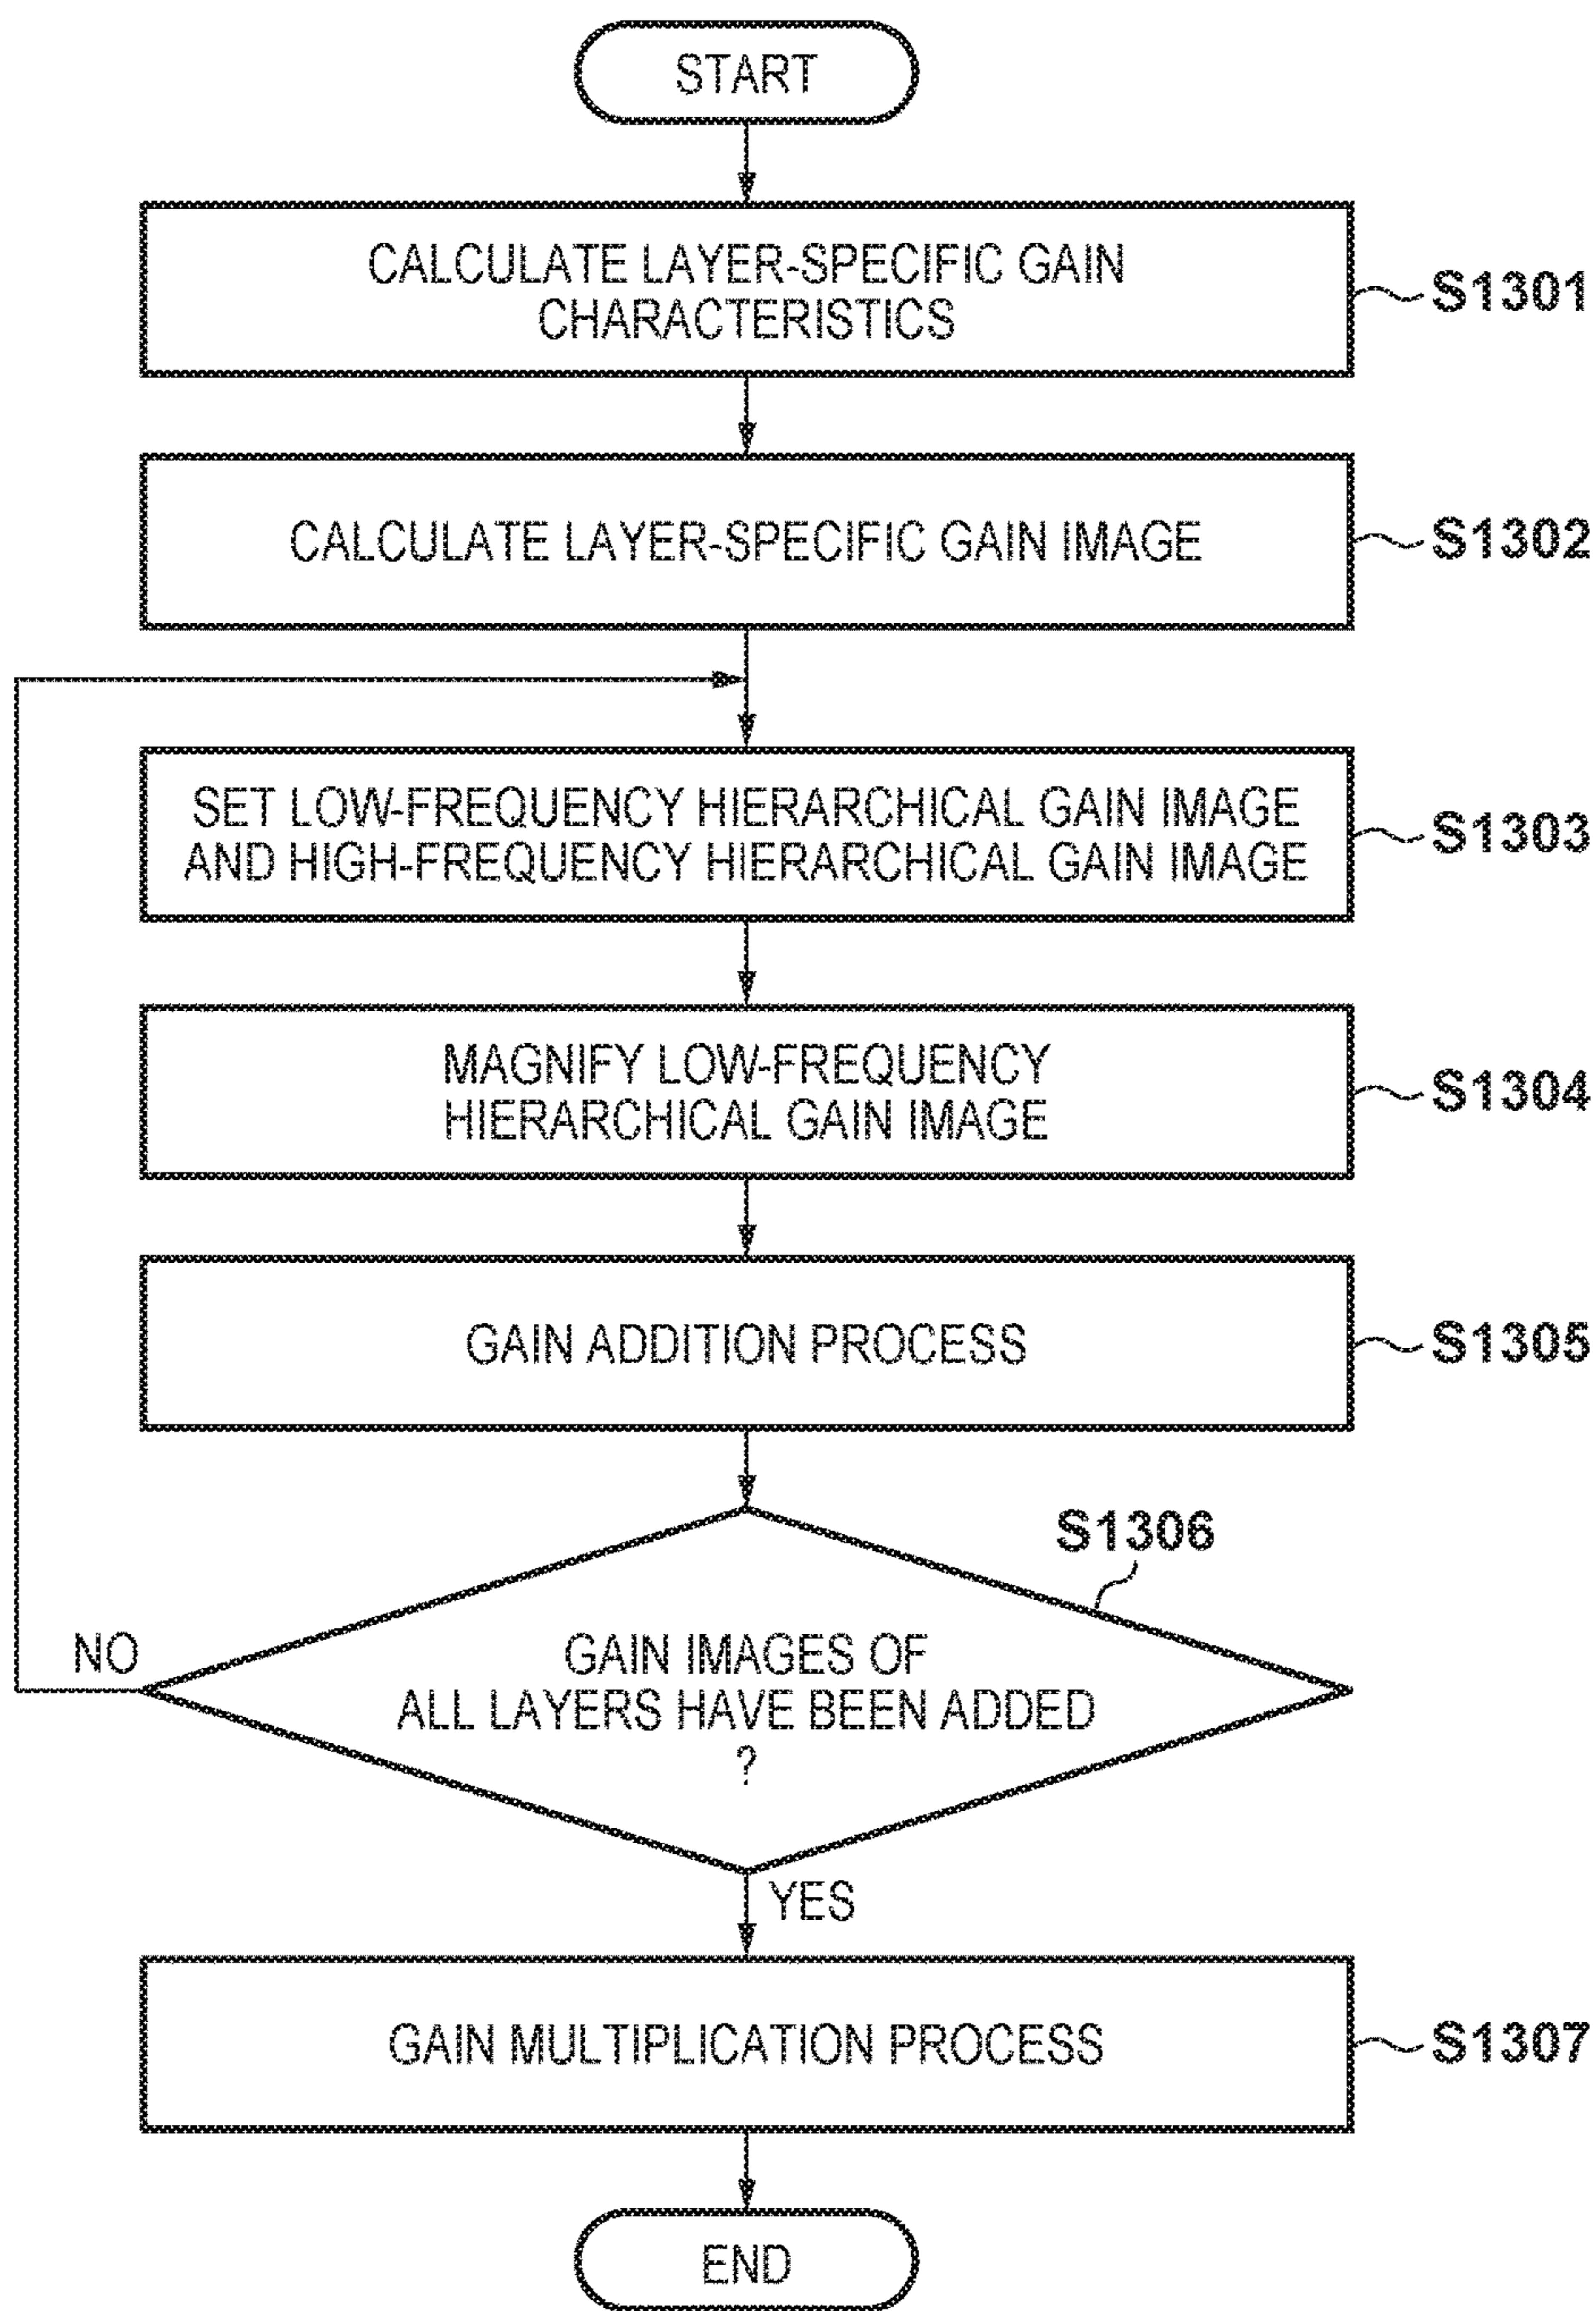 START
CALCULATE LAYER-SPECIFIC GAIN
CHARACTERISTICS
S1301
CALCULATE LAYER-SPECIFIC GAIN IMAGE
S1302
SET LOW-FREQUENCY HIERARCHICAL GAIN IMAGE
AND HIGH-FREQUENCY HIERARCHICAL GAIN IMAGE
S1303
MAGNIFY LOW-FREQUENCY
HIERARCHICAL GAIN IMAGE
S1304
GAIN ADDITION PROCESS
S1305
S1306
NO
GAIN IMAGES OF
ALL LAYERS HAVE BEEN ADDED
?
YES
GAIN MULTIPLICATION PROCESS
S1307
END